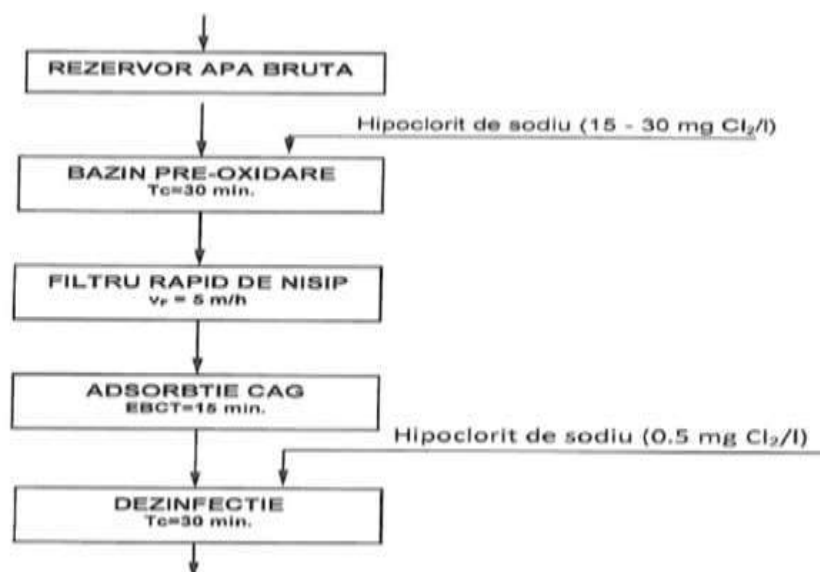 REZERVOR APA BRUTA
Hipoclorit de sodiu (15 - 30 mg Cl₂/l)
BAZIN PRE-OXIDARE
Tc=30 min.
FILTRU RAPID DE NISIP
v_F = 5 m/h
ADSORBTIE CAG
EBCT=15 min.
Hipoclorit de sodiu (0.5 mg Cl₂/l)
DEZINFECTIE
Tc=30 min.